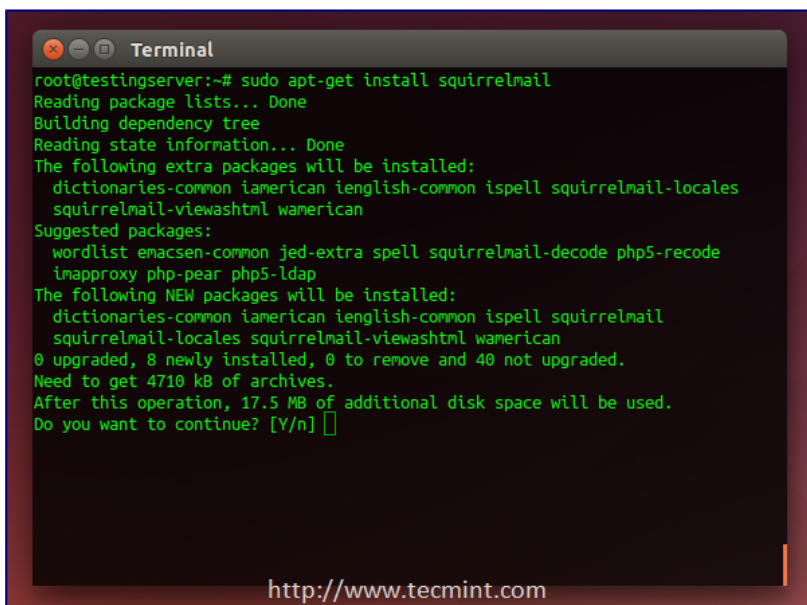 Terminal
root@testingserver:~# sudo apt-get install squirrelmail
Reading package lists... Done
Building dependency tree
Reading state information... Done
The following extra packages will be installed:
  dictionaries-common iamerican ienglish-common ispell squirrelmail-locales
  squirrelmail-viewashtml wamerican
Suggested packages:
  wordlist emacsen-common jed-extra spell squirrelmail-decode php5-recode
  imapproxy php-pear php5-ldap
The following NEW packages will be installed:
  dictionaries-common iamerican ienglish-common ispell squirrelmail
  squirrelmail-locales squirrelmail-viewashtml wamerican
0 upgraded, 8 newly installed, 0 to remove and 40 not upgraded.
Need to get 4710 kB of archives.
After this operation, 17.5 MB of additional disk space will be used.
Do you want to continue? [Y/n]
http://www.tecmint.com